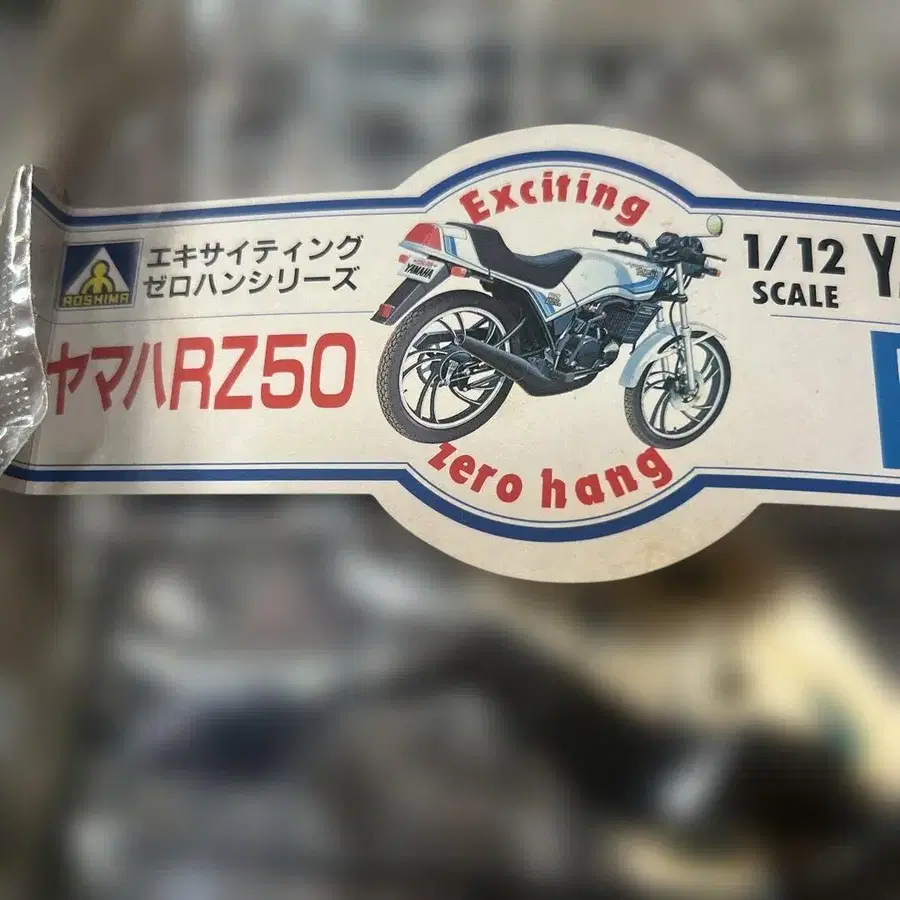 Exciting
AOSHIMA
エキサイティング
ゼロハンシリーズ
ヤマハRZ50
YAMAHA
1/12
SCALE
zero hang